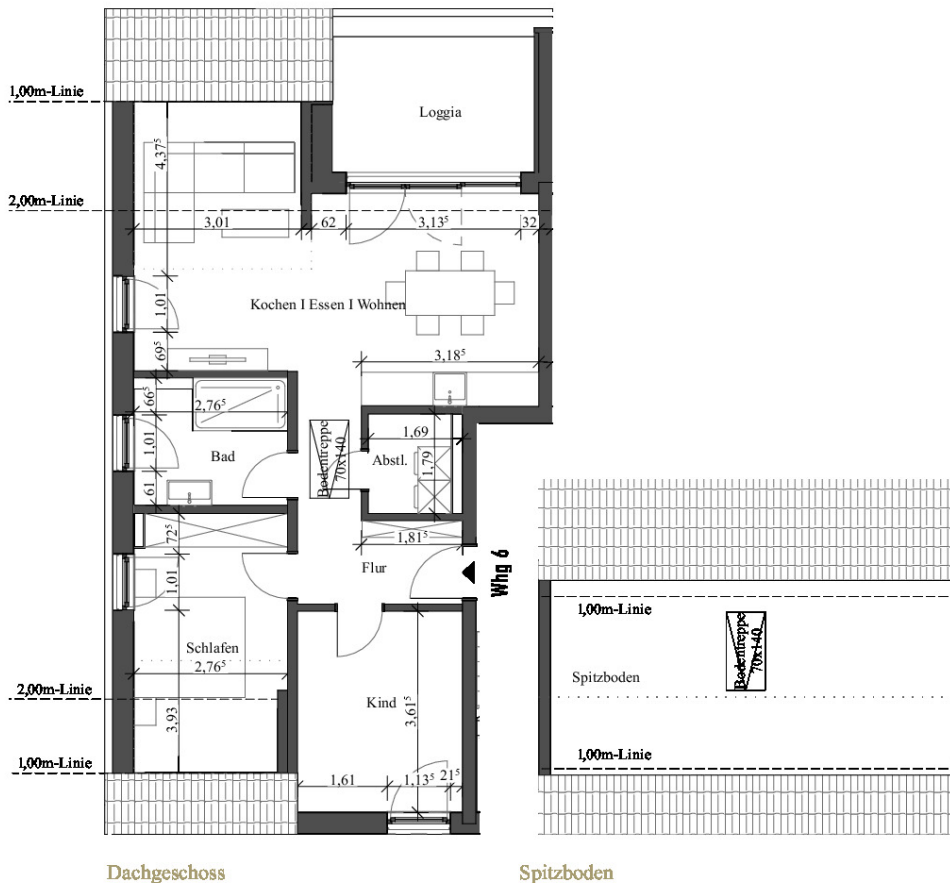 1,00m-Linie
Loggia
4,37⁵
2,00m-Linie
3,01
62
3,13⁵
32
1,01
Kochen I Essen I Wohnen
69⁵
3,18⁵
66⁵
2,76⁵
1,01
Bad
61
Bodentreppe
70x140
1,69
Abstl.
1,79
72⁵
1,81⁵
1,01
Flur
Whg 6
Schlafen
2,76⁵
2,00m-Linie
3,93
Kind
3,61⁵
1,00m-Linie
1,61
1,13⁵
21⁵
1,00m-Linie
Bodentreppe
70x140
Spitzboden
1,00m-Linie
Dachgeschoss
Spitzboden